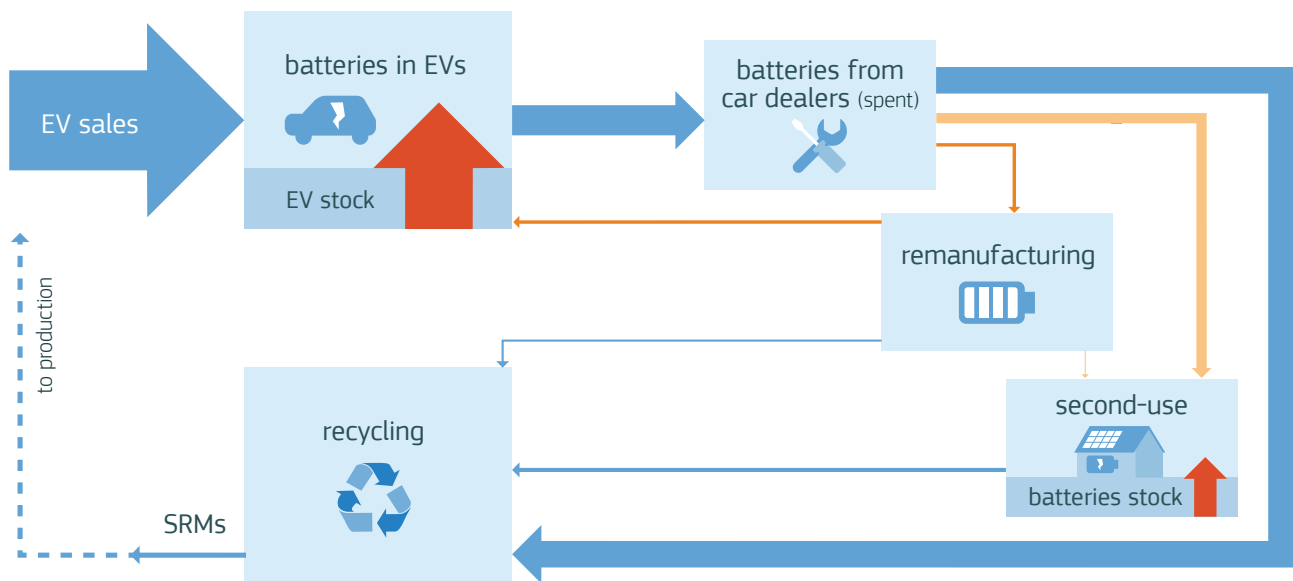 EV sales
batteries in EVs
EV stock
batteries from
car dealers (spent)
remanufacturing
second-use
batteries stock
recycling
SRMs
to production